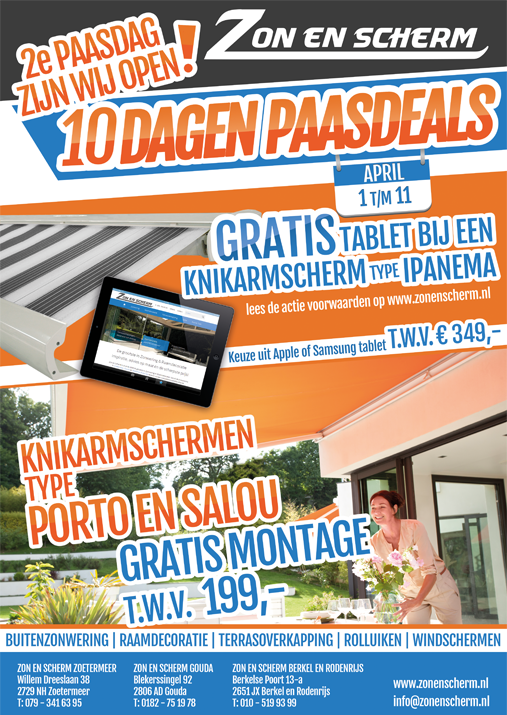 2e PAASDAG
ZIJN WIJ OPEN!
ZON EN SCHERM
10 DAGEN PAASDEALS
APRIL
1 T/M 11
GRATIS TABLET BIJ EEN
KNIKARMSCHERM TYPE IPANEMA
lees de actie voorwaarden op www.zonenscherm.nl
Keuze uit Apple of Samsung tablet T.W.V. € 349,-
ZON EN SCHERM
KNIKARMSCHERMEN
TYPE
PORTO EN SALOU
GRATIS MONTAGE
T.W.V. 199,-
BUITENZONWERING | RAAMDECORATIE | TERRASOVERKAPPING | ROLLUIKEN | WINDSCHERMEN
ZON EN SCHERM ZOETERMEER
Willem Dreeslaan 38
2729 NH Zoetermeer
T: 079 - 341 63 95
ZON EN SCHERM GOUDA
Blekerssingel 92
2806 AD Gouda
T: 0182 - 75 19 78
ZON EN SCHERM BERKEL EN RODENRIJS
Berkelse Poort 13-a
2651 JX Berkel en Rodenrijs
T: 010 - 519 93 99
www.zonenscherm.nl
info@zonenscherm.nl